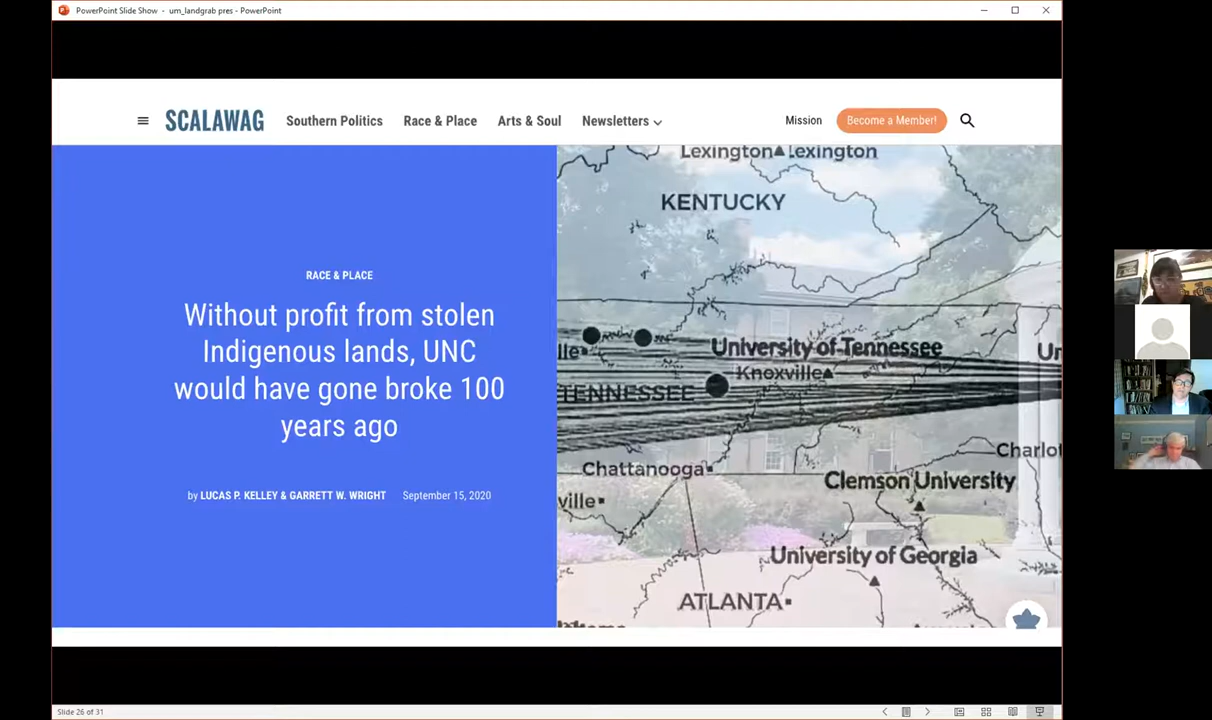 PowerPoint Slide Show - um_landgrab pres - PowerPoint
SCALAWAG
Southern Politics
Race & Place
Arts & Soul
Newsletters
Mission
Become a Member!
RACE & PLACE
Without profit from stolen
Indigenous lands, UNC
would have gone broke 100
years ago
by LUCAS P. KELLEY & GARRETT W. WRIGHT September 15, 2020
Lexington Lexington
KENTUCKY
University of Tennessee
Knoxville
TENNESSEE
Chattanooga
Charlot
Clemson University
ville
University of Georgia
ATLANTA
Slide 26 of 31